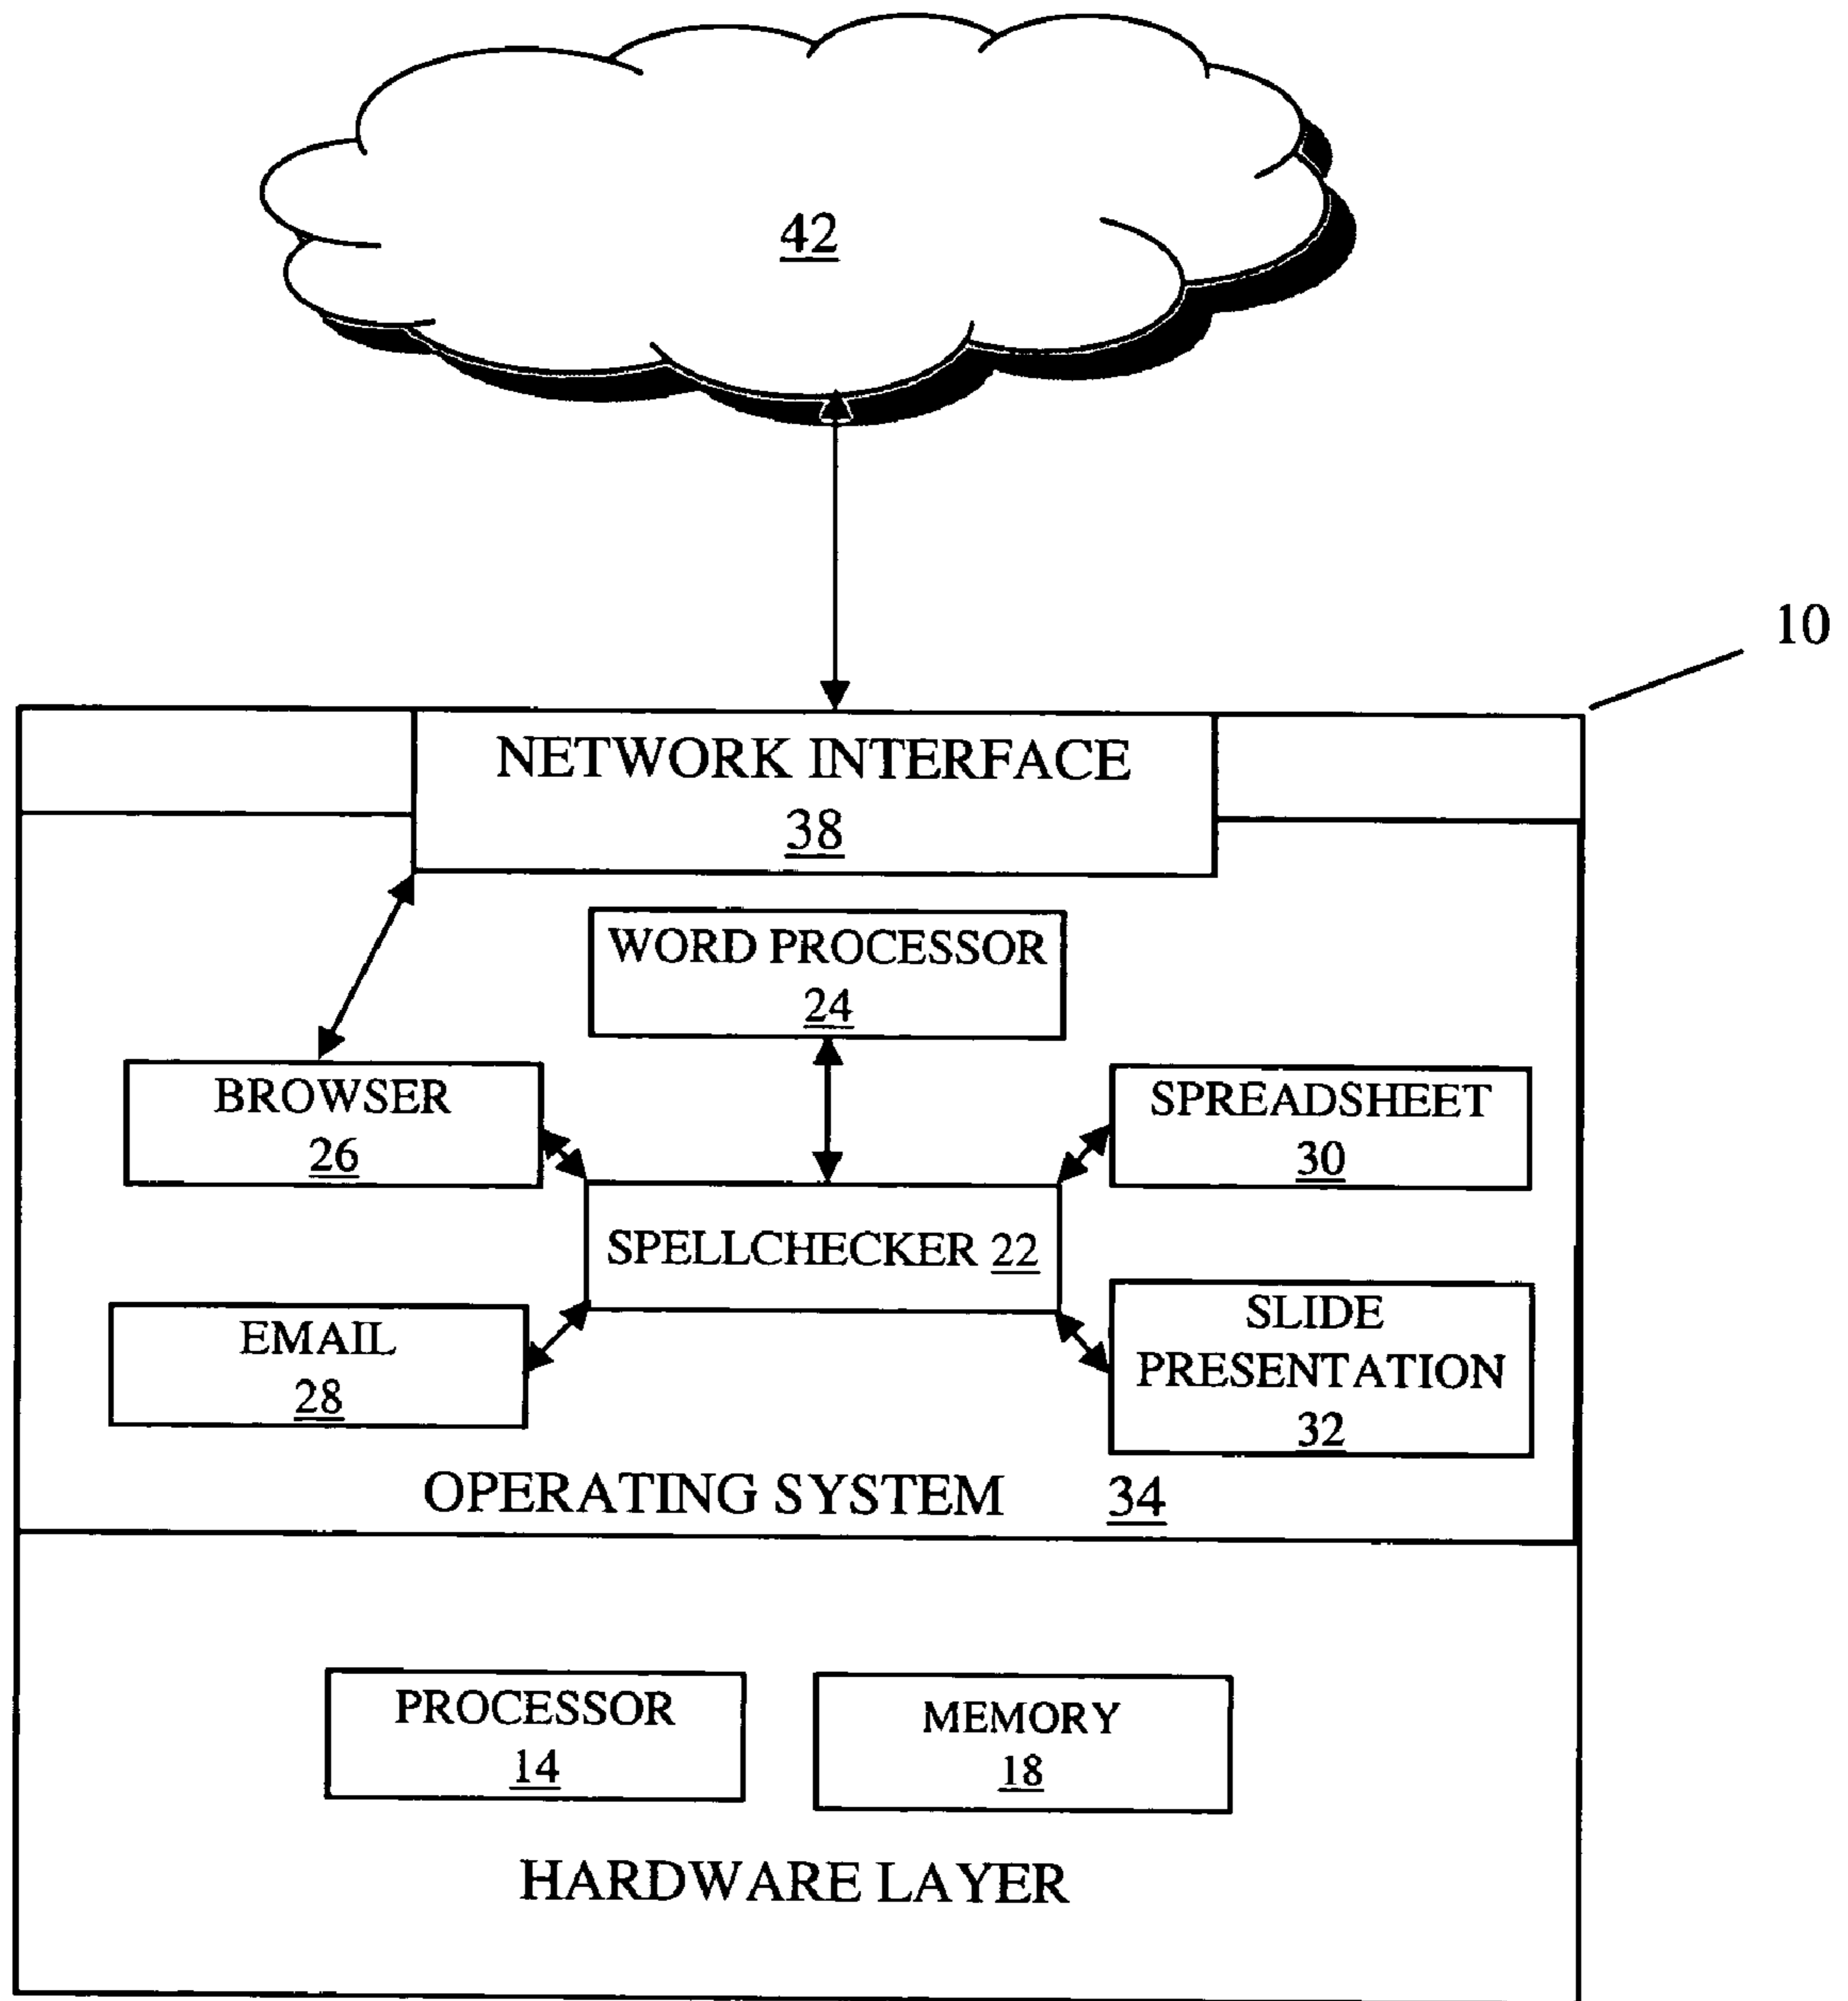 42
10
NETWORK INTERFACE
38
WORD PROCESSOR
24
BROWSER
26
SPREADSHEET
30
SPELLCHECKER 22
EMAIL
28
SLIDE
PRESENTATION
32
OPERATING SYSTEM 34
PROCESSOR
14
MEMORY
18
HARDWARE LAYER